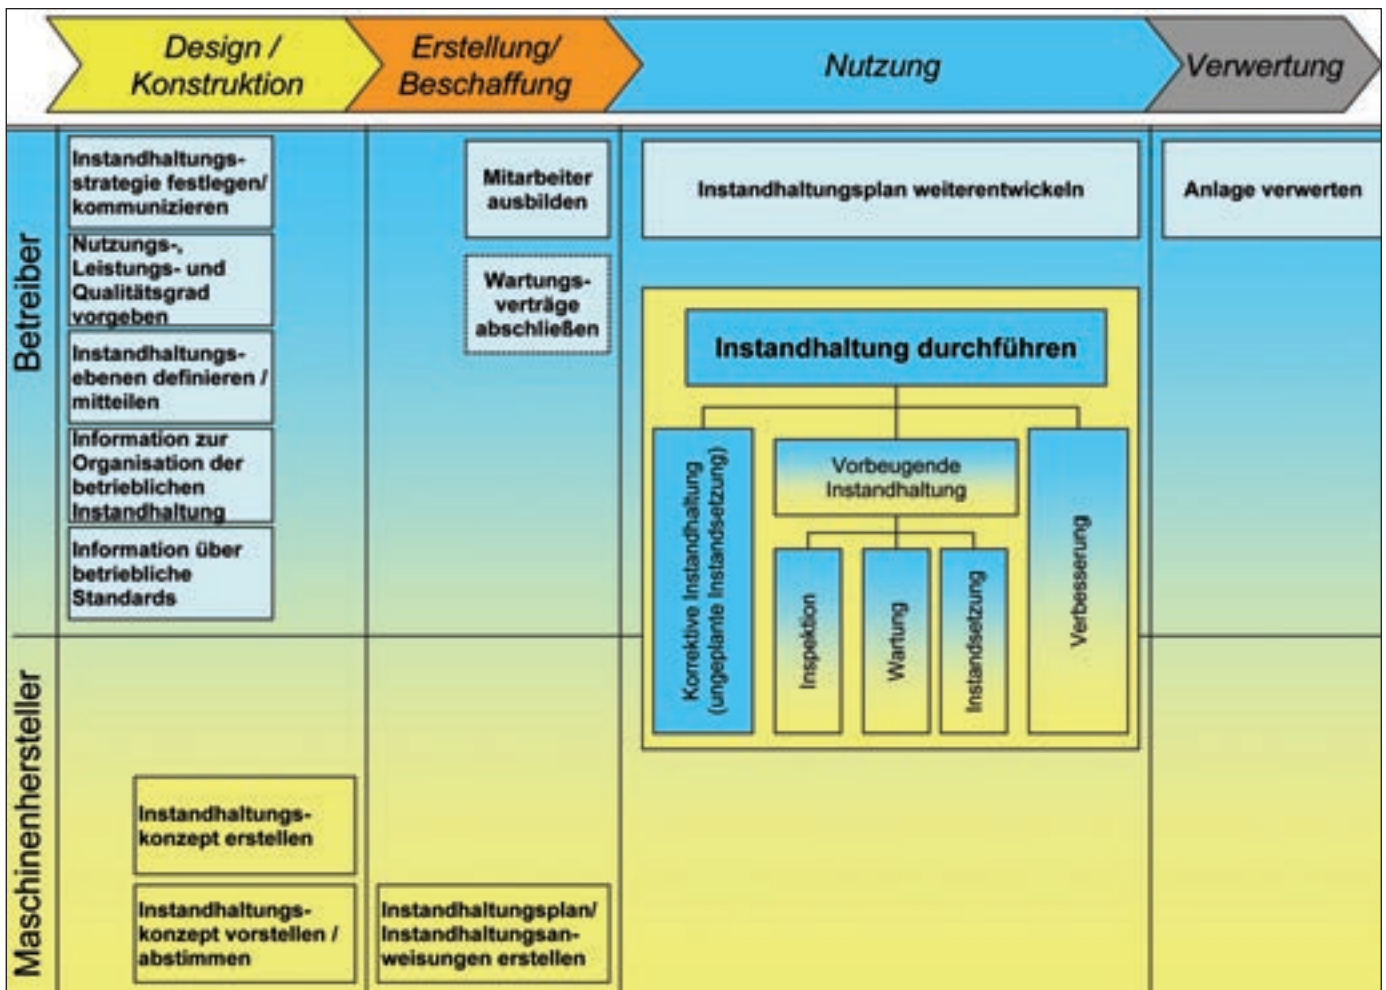 Design /
Konstruktion
Erstellung/
Beschaffung
Nutzung
Verwertung
Betreiber
Instandhaltungs-
strategie festlegen/
kommunizieren
Nutzungs-,
Leistungs- und
Qualitätsgrad
vorgeben
Instandhaltungs-
ebenen definieren /
mitteilen
Information zur
Organisation der
betrieblichen
Instandhaltung
Information über
betriebliche
Standards
Mitarbeiter
ausbilden
Wartungs-
verträge
abschließen
Instandhaltungsplan weiterentwickeln
Anlage verwerten
Instandhaltung durchführen
Korrektive Instandhaltung
(ungeplante Instandsetzung)
Vorbeugende
Instandhaltung
Inspektion
Wartung
Instandsetzung
Verbesserung
Maschinenhersteller
Instandhaltungs-
konzept erstellen
Instandhaltungs-
konzept vorstellen /
abstimmen
Instandhaltungsplan/
Instandhaltungsan-
weisungen erstellen